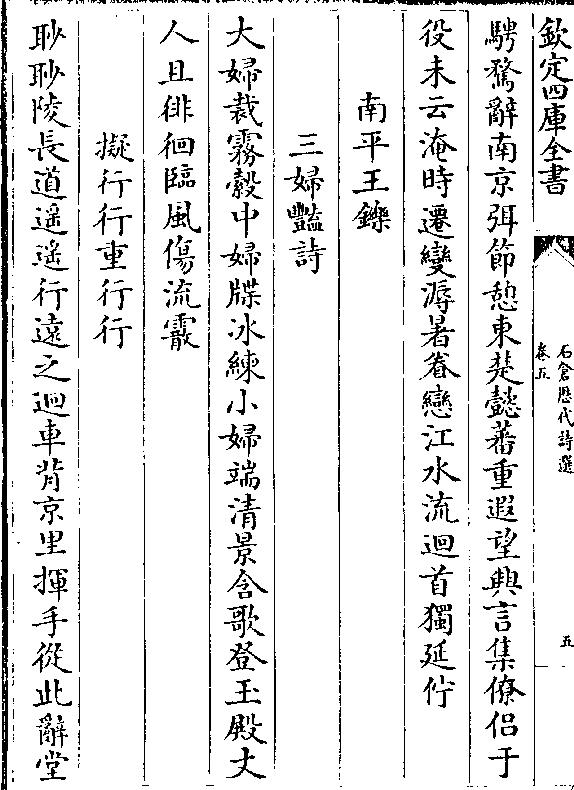 欽定四庫全書
石倉歷代詩選
卷五
五
騁騖辭南京弭節憩東楚懿蕃重遐望興言集僚侶于
役未云淹時遷變溽暑眷戀江水流迴首獨延佇
南平王鑠
三婦豔詩
大婦裁霧縠中婦牒冰練小婦端清景含歌登玉殿丈
人且徘徊臨風傷流霰
擬行行重行行
眇眇陵長道遥遥行遠之迴車背京里揮手從此辭堂